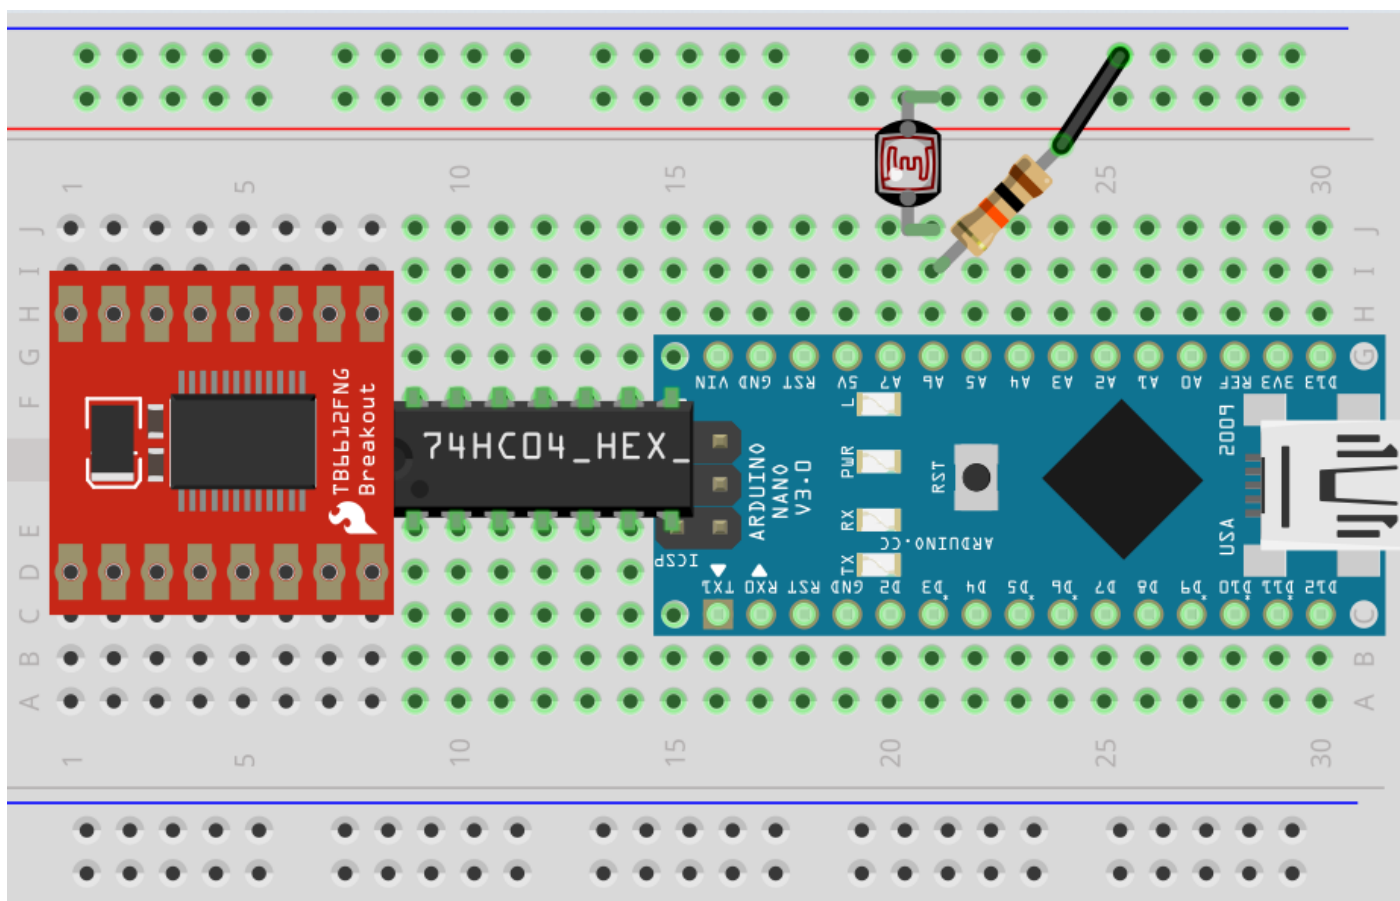 1 5 10 15 25 30
J J
I I
H H
G G
F
E
D
C C
B B
A A
TB6612FNG
Breakout
74HC04_HEX_
VIN GND RST 5V A7 A6 A5 A4 A3 A2 A1 A0 REF 3V3 D13
L
PWR
RX
TX
RST
ARDUINO
NANO
V3.0
ARDUINO.CC
ICSP
2009
USA
TX1 RX0 RST GND D2 D3 D4 D5 D6 D7 D8 D9 D10 D11 D12
1 5 10 15 20 25 30